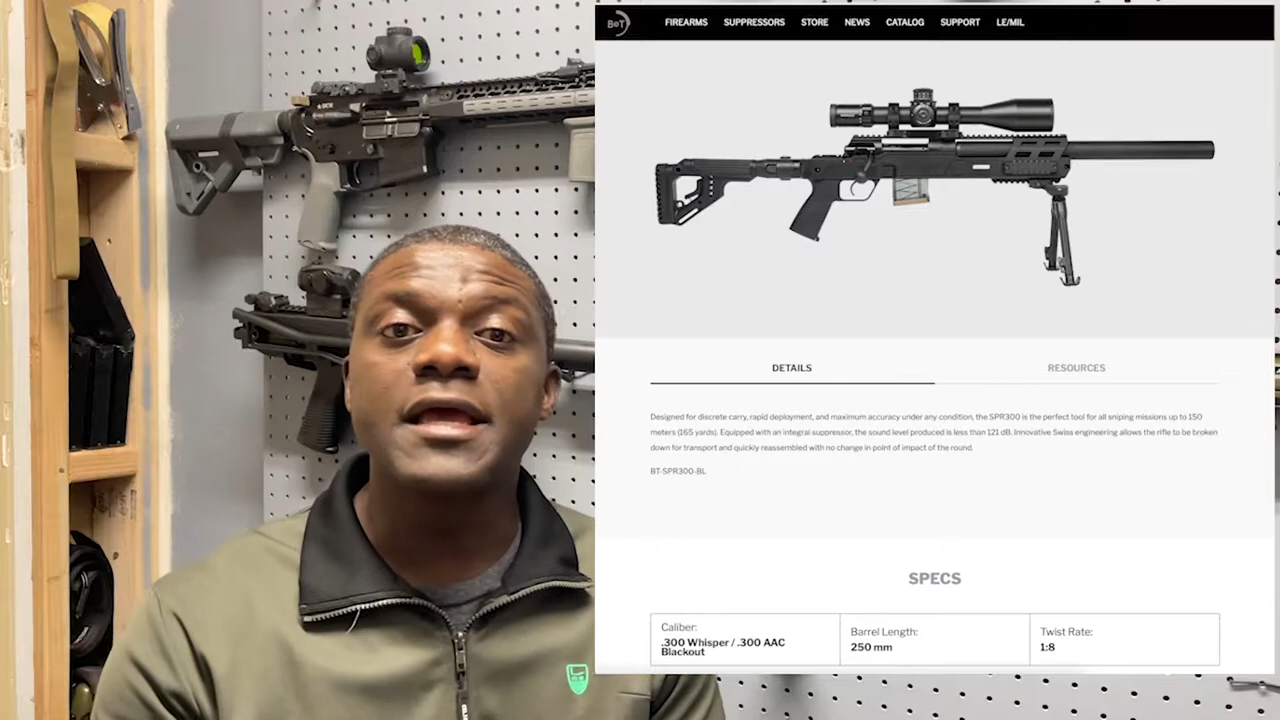 B&T
FIREARMS SUPPRESSORS STORE NEWS CATALOG SUPPORT LE/MIL
DETAILS RESOURCES
Designed for discrete carry, rapid deployment, and maximum accuracy under any condition, the SPR300 is the perfect tool for all sniping missions up to 150
meters (165 yards). Equipped with an integral suppressor, the sound level produced is less than 121 dB. Innovative Swiss engineering allows the rifle to be broken
down for transport and quickly reassembled with no change in point of impact of the round.
BT-SPR300-BL
SPECS
Caliber:
.300 Whisper / .300 AAC
Blackout
Barrel Length:
250 mm
Twist Rate:
1:8
BCM